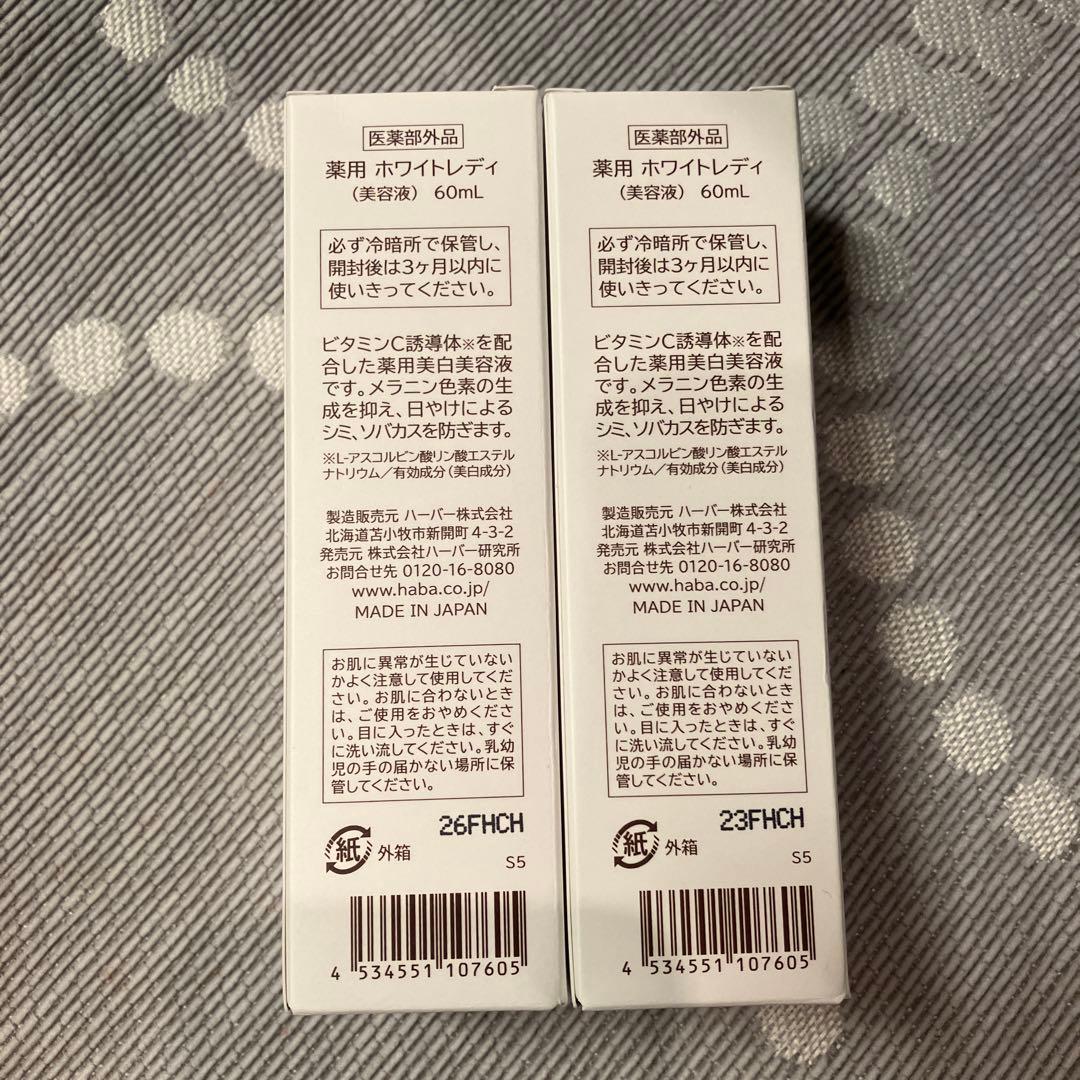 医薬部外品
薬用 ホワイトレディ
（美容液） 60mL
必ず冷暗所で保管し、
開封後は3ヶ月以内に
使いきってください。
ビタミンC誘導体※を配
合した薬用美白美容液
です。メラニン色素の生
成を抑え、日やけによる
シミ、ソバカスを防ぎます。
※L-アスコルビン酸リン酸エステル
ナトリウム／有効成分（美白成分）
製造販売元 ハーバー株式会社
北海道苫小牧市新開町 4-3-2
発売元 株式会社ハーバー研究所
お問合せ先 0120-16-8080
www.haba.co.jp/
MADE IN JAPAN
お肌に異常が生じていない
かよく注意して使用してくだ
さい。お肌に合わないとき
は、ご使用をおやめくださ
い。目に入ったときは、すぐ
に洗い流してください。乳幼
児の手の届かない場所に保
管してください。
26FHCH
紙 外箱
S5
4 534551 107605
医薬部外品
薬用 ホワイトレディ
（美容液） 60mL
必ず冷暗所で保管し、
開封後は3ヶ月以内に
使いきってください。
ビタミンC誘導体※を配
合した薬用美白美容液
です。メラニン色素の生
成を抑え、日やけによる
シミ、ソバカスを防ぎます。
※L-アスコルビン酸リン酸エステル
ナトリウム／有効成分（美白成分）
製造販売元 ハーバー株式会社
北海道苫小牧市新開町 4-3-2
発売元 株式会社ハーバー研究所
お問合せ先 0120-16-8080
www.haba.co.jp/
MADE IN JAPAN
お肌に異常が生じていない
かよく注意して使用してくだ
さい。お肌に合わないとき
は、ご使用をおやめくださ
い。目に入ったときは、すぐ
に洗い流してください。乳幼
児の手の届かない場所に保
管してください。
23FHCH
紙 外箱
S5
4 534551 107605